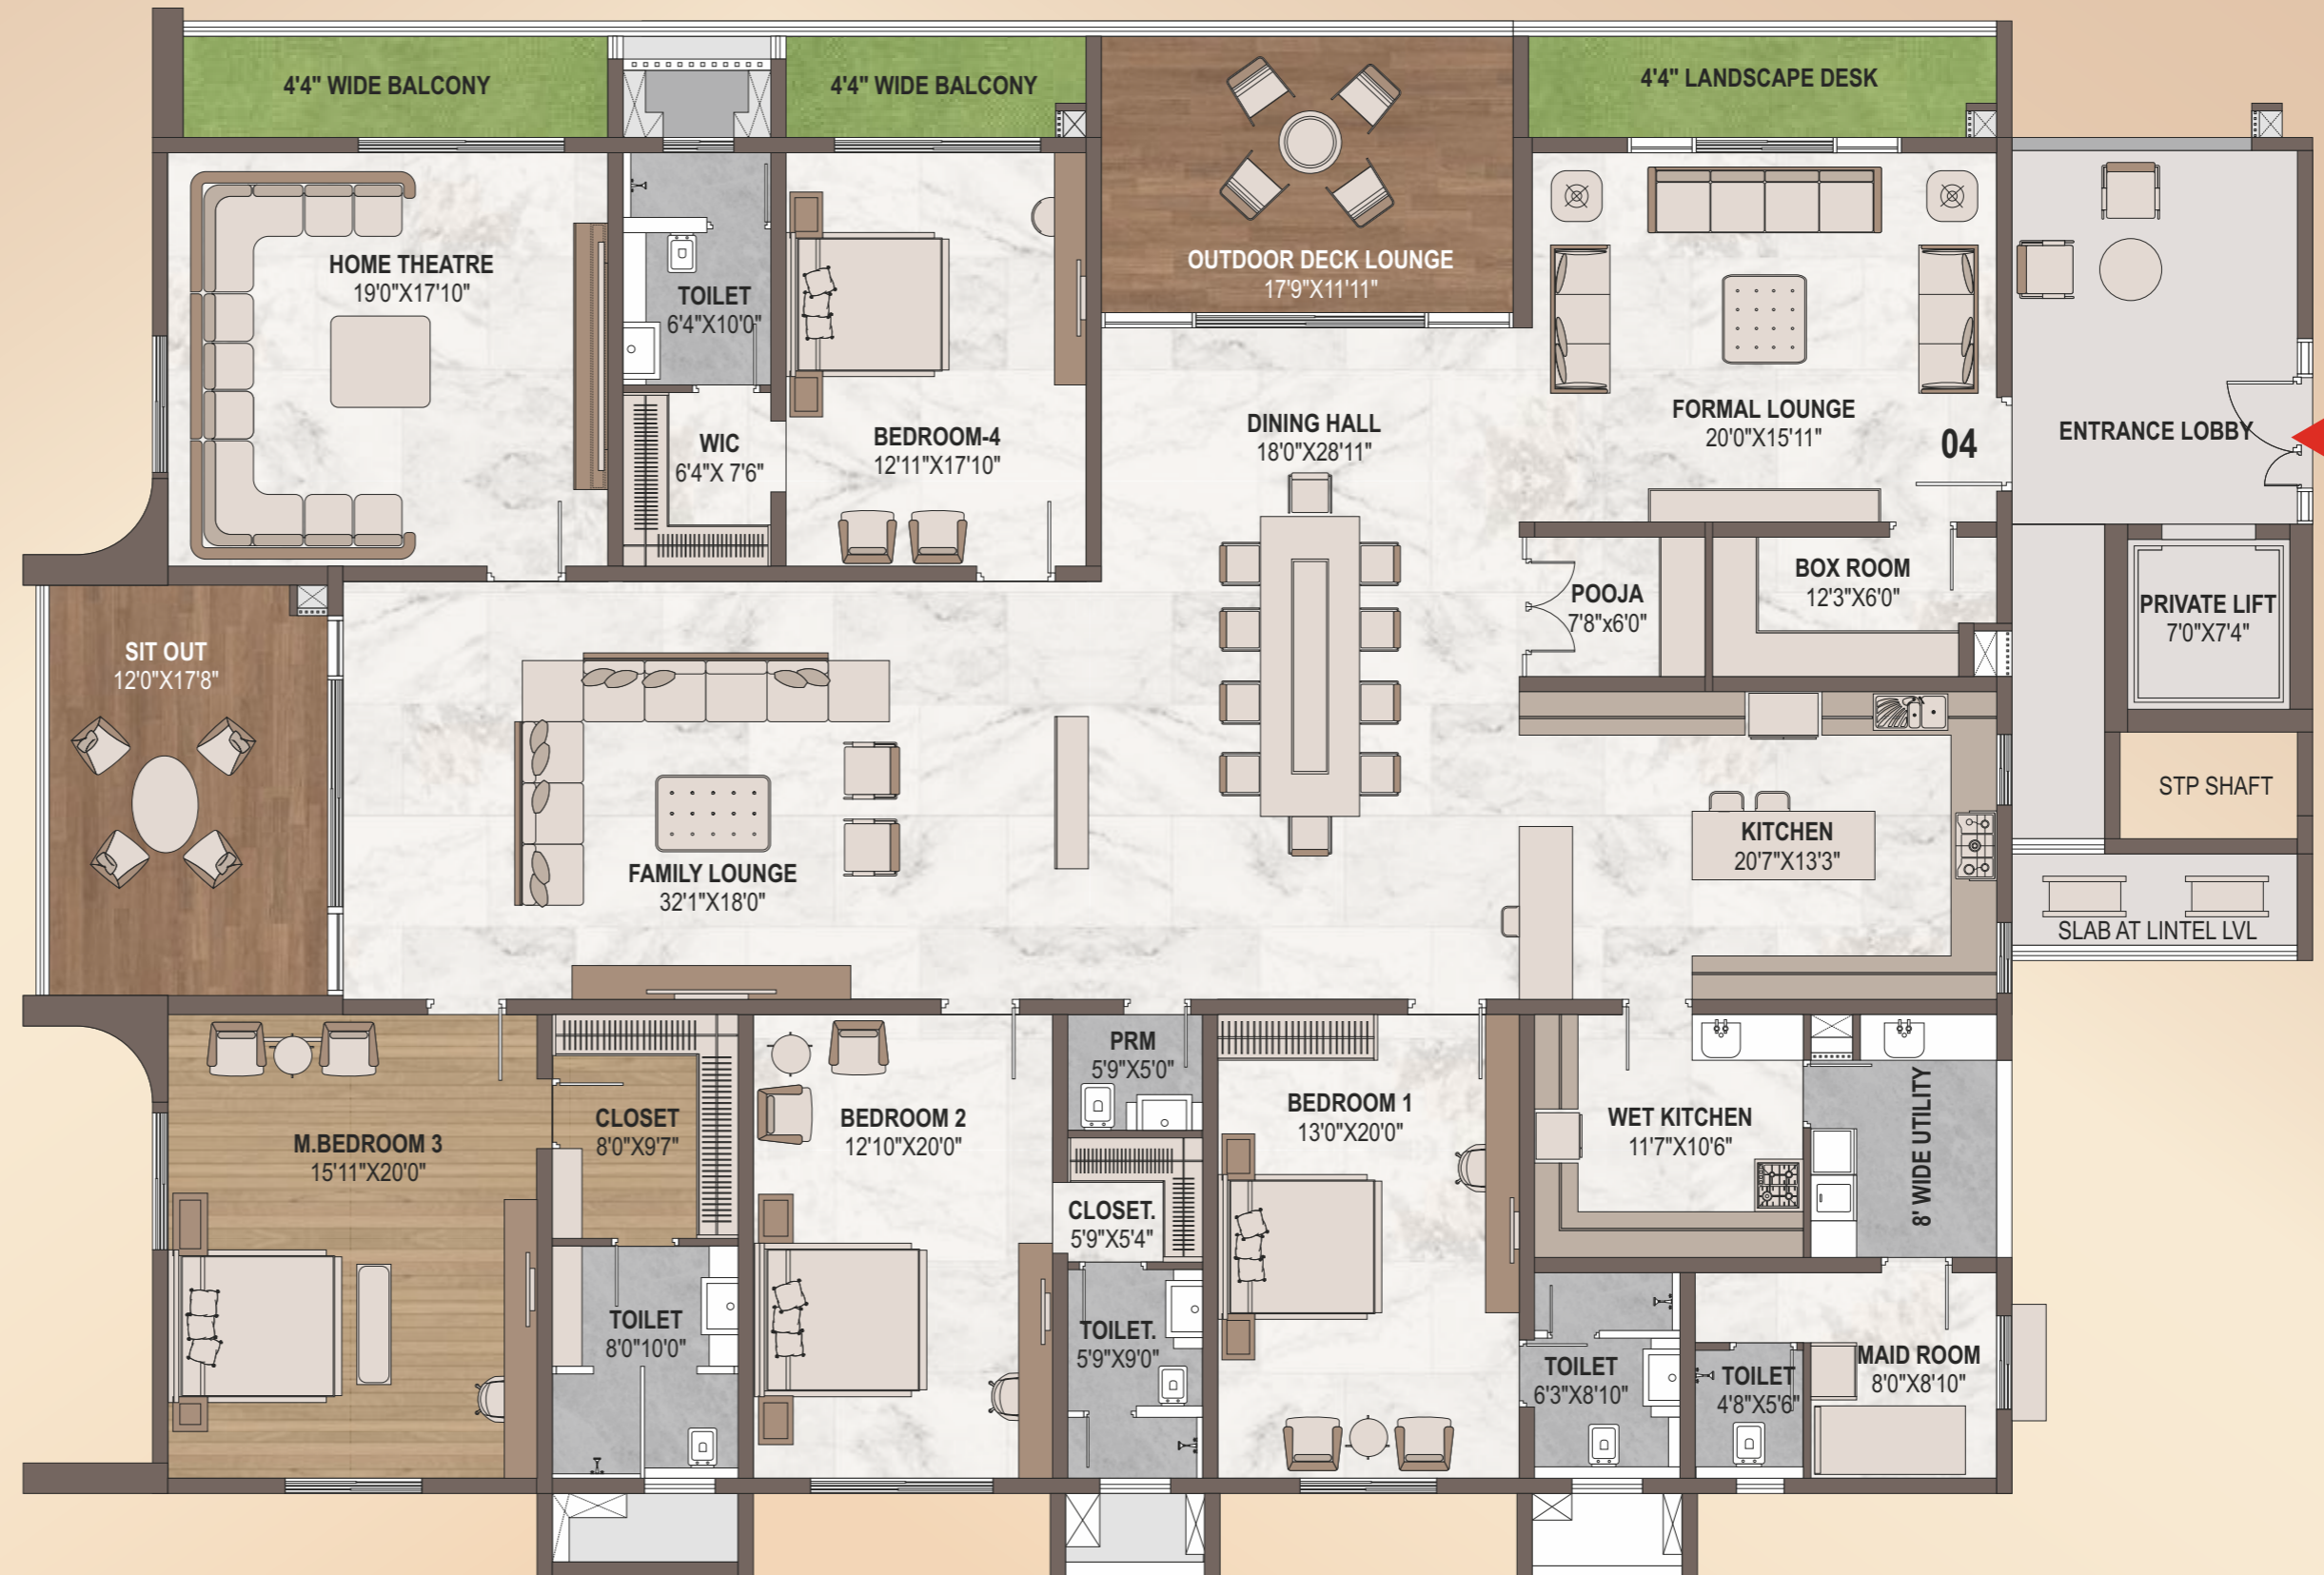 4'4" WIDE BALCONY
4'4" WIDE BALCONY
4'4" LANDSCAPE DESK
OUTDOOR DECK LOUNGE
17'9"X11'11"
HOME THEATRE
19'0"X17'10"
TOILET
6'4"X10'0"
WIC
6'4"X 7'6"
BEDROOM-4
12'11"X17'10"
DINING HALL
18'0"X28'11"
FORMAL LOUNGE
20'0"X15'11"
04
ENTRANCE LOBBY
POOJA
7'8"x6'0"
BOX ROOM
12'3"X6'0"
PRIVATE LIFT
7'0"X7'4"
SIT OUT
12'0"X17'8"
STP SHAFT
FAMILY LOUNGE
32'1"X18'0"
KITCHEN
20'7"X13'3"
SLAB AT LINTEL LVL
M.BEDROOM 3
15'11"X20'0"
CLOSET
8'0"X9'7"
BEDROOM 2
12'10"X20'0"
PRM
5'9"X5'0"
BEDROOM 1
13'0"X20'0"
WET KITCHEN
11'7"X10'6"
8' WIDE UTILITY
CLOSET.
5'9"X5'4"
TOILET
8'0"10'0"
TOILET.
5'9"X9'0"
TOILET
6'3"X8'10"
TOILET
4'8"X5'6"
MAID ROOM
8'0"X8'10"